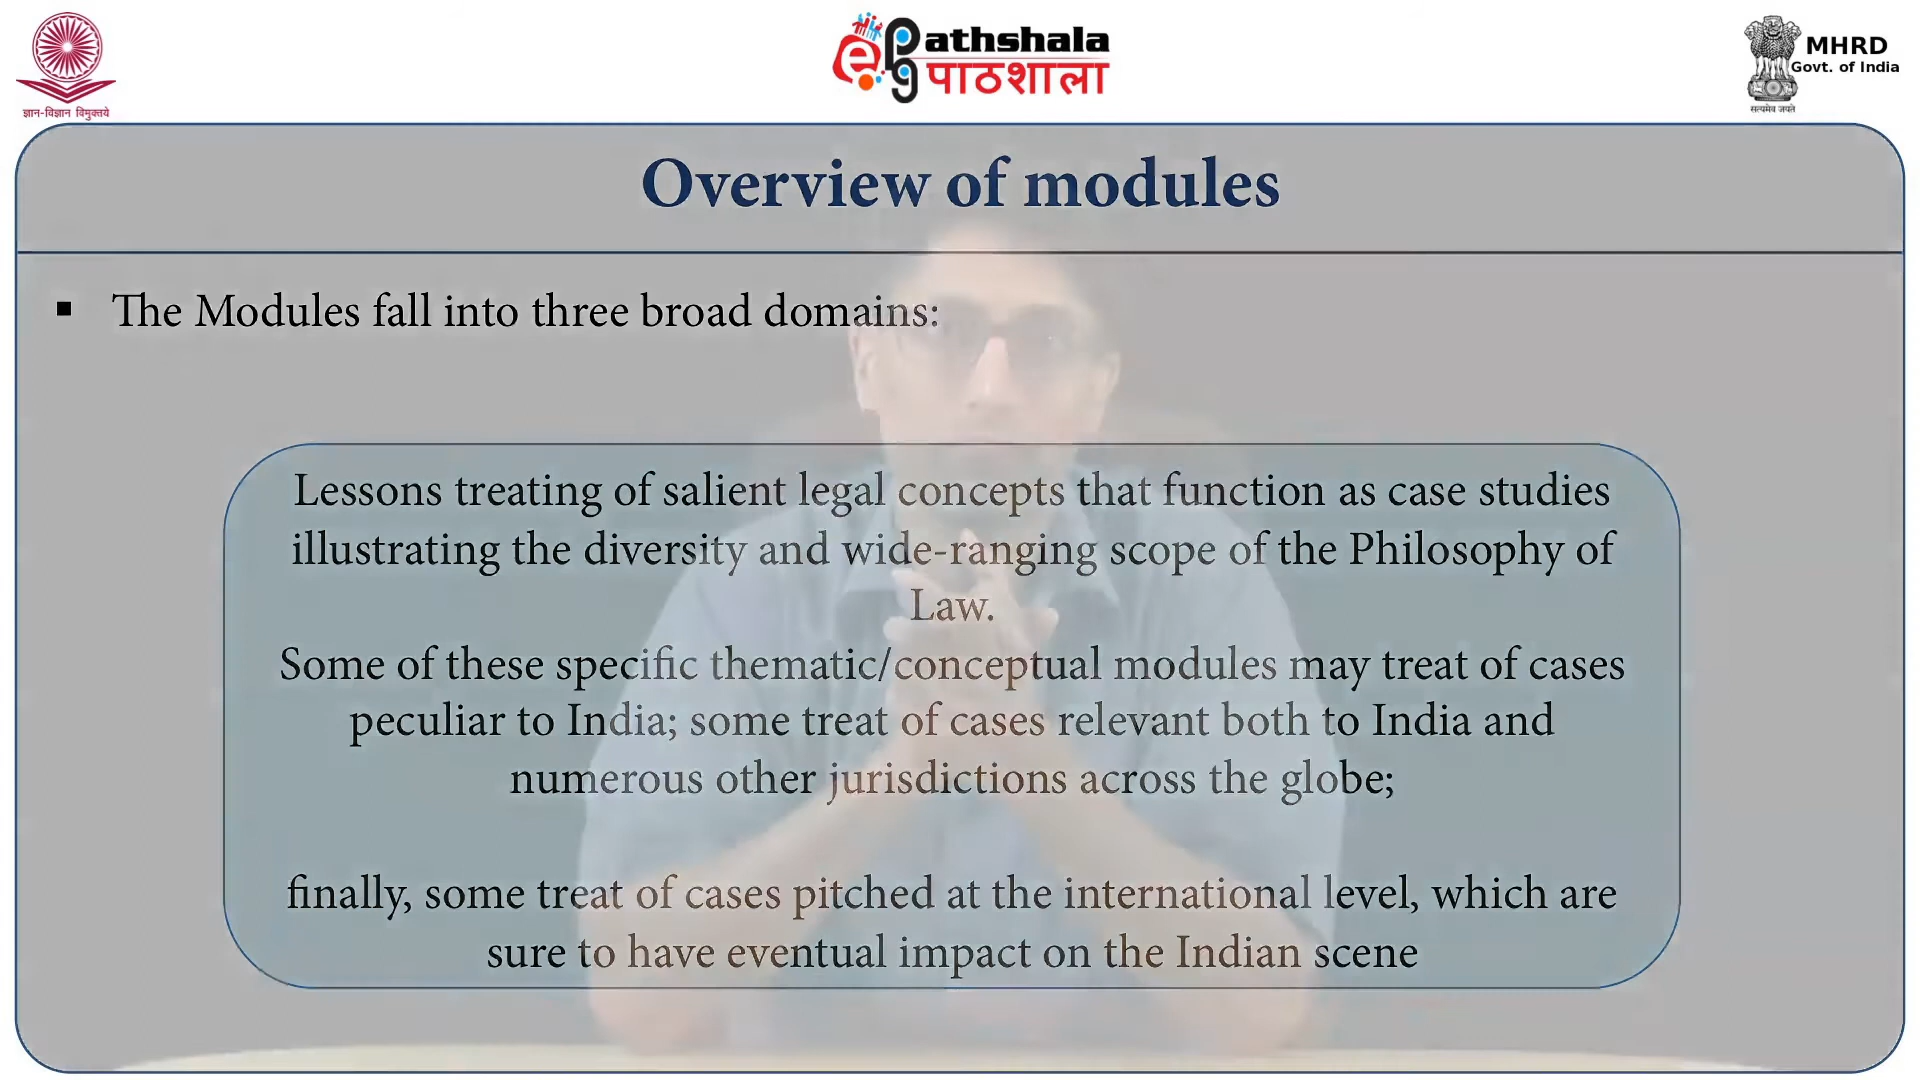 ज्ञान-विज्ञान विमुक्तये
ePathshala
पाठशाला
MHRD
Govt. of India
सत्यमेव जयते
Overview of modules
▪ The Modules fall into three broad domains:
Lessons treating of salient legal concepts that function as case studies
illustrating the diversity and wide-ranging scope of the Philosophy of
Law.
Some of these specific thematic/conceptual modules may treat of cases
peculiar to India; some treat of cases relevant both to India and
numerous other jurisdictions across the globe;
finally, some treat of cases pitched at the international level, which are
sure to have eventual impact on the Indian scene